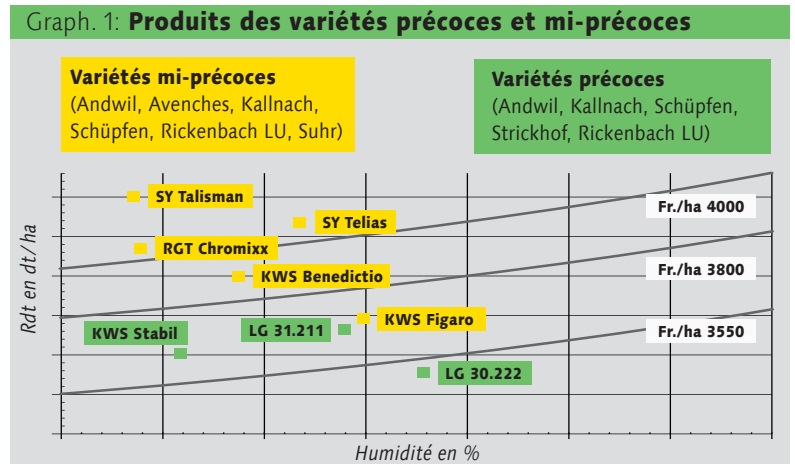 Graph. 1: Produits des variétés précoces et mi-précoces
Variétés mi-précoces
(Andwil, Avenches, Kallnach,
Schüpfen, Rickenbach LU, Suhr)
Variétés précoces
(Andwil, Kallnach, Schüpfen,
Strickhof, Rickenbach LU)
SY Talisman
SY Telias
Fr./ha 4000
RGT Chromixx
KWS Benedictio
Fr./ha 3800
KWS Stabil
LG 31.211
KWS Figaro
Fr./ha 3550
LG 30.222
Rdt en dt/ha
Humidité en %